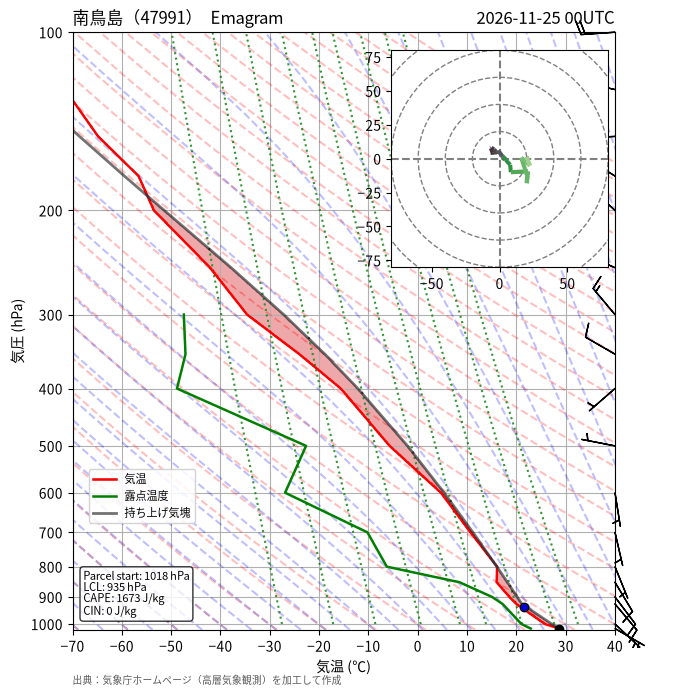 南鳥島（47991） Emagram
2026-11-25 00UTC
100
200
300
400
500
600
700
800
900
1000
気圧 (hPa)
75
50
25
0
−25
−50
−75
−50
0
50
気温
露点温度
持ち上げ気塊
Parcel start: 1018 hPa
LCL: 935 hPa
CAPE: 1673 J/kg
CIN: 0 J/kg
−70
−60
−50
−40
−30
−20
−10
0
10
20
30
40
気温 (℃)
出典：気象庁ホームページ（高層気象観測）を加工して作成